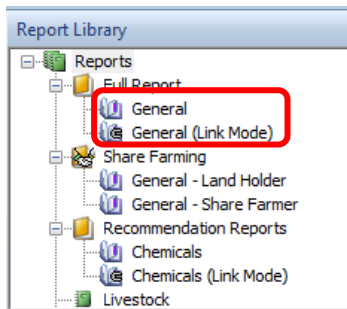 Report Library
Reports
Full Report
General
General (Link Mode)
Share Farming
General - Land Holder
General - Share Farmer
Recommendation Reports
Chemicals
Chemicals (Link Mode)
Livestock